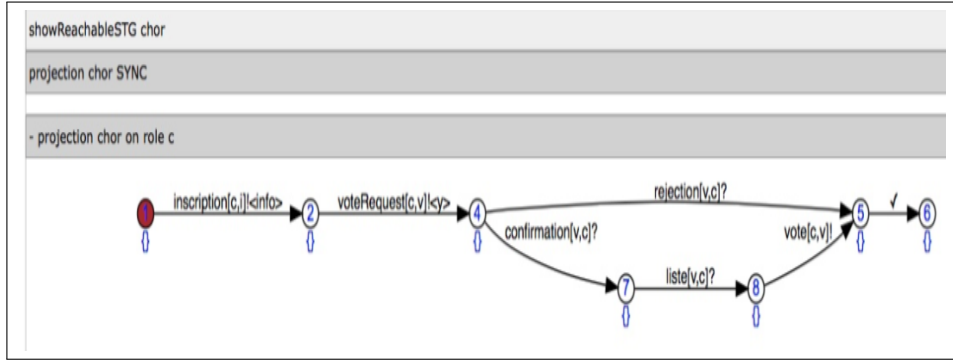 showReachableSTG chor
projection chor SYNC
- projection chor on role c
inscription[c,i]!<info>
voteRequest[c,v]!<y>
rejection[v,c]?
✓
1
2
4
5
6
confirmation[v,c]?
vote[c,v]!
{}
{}
{}
{}
{}
liste[v,c]?
7
8
{}
{}